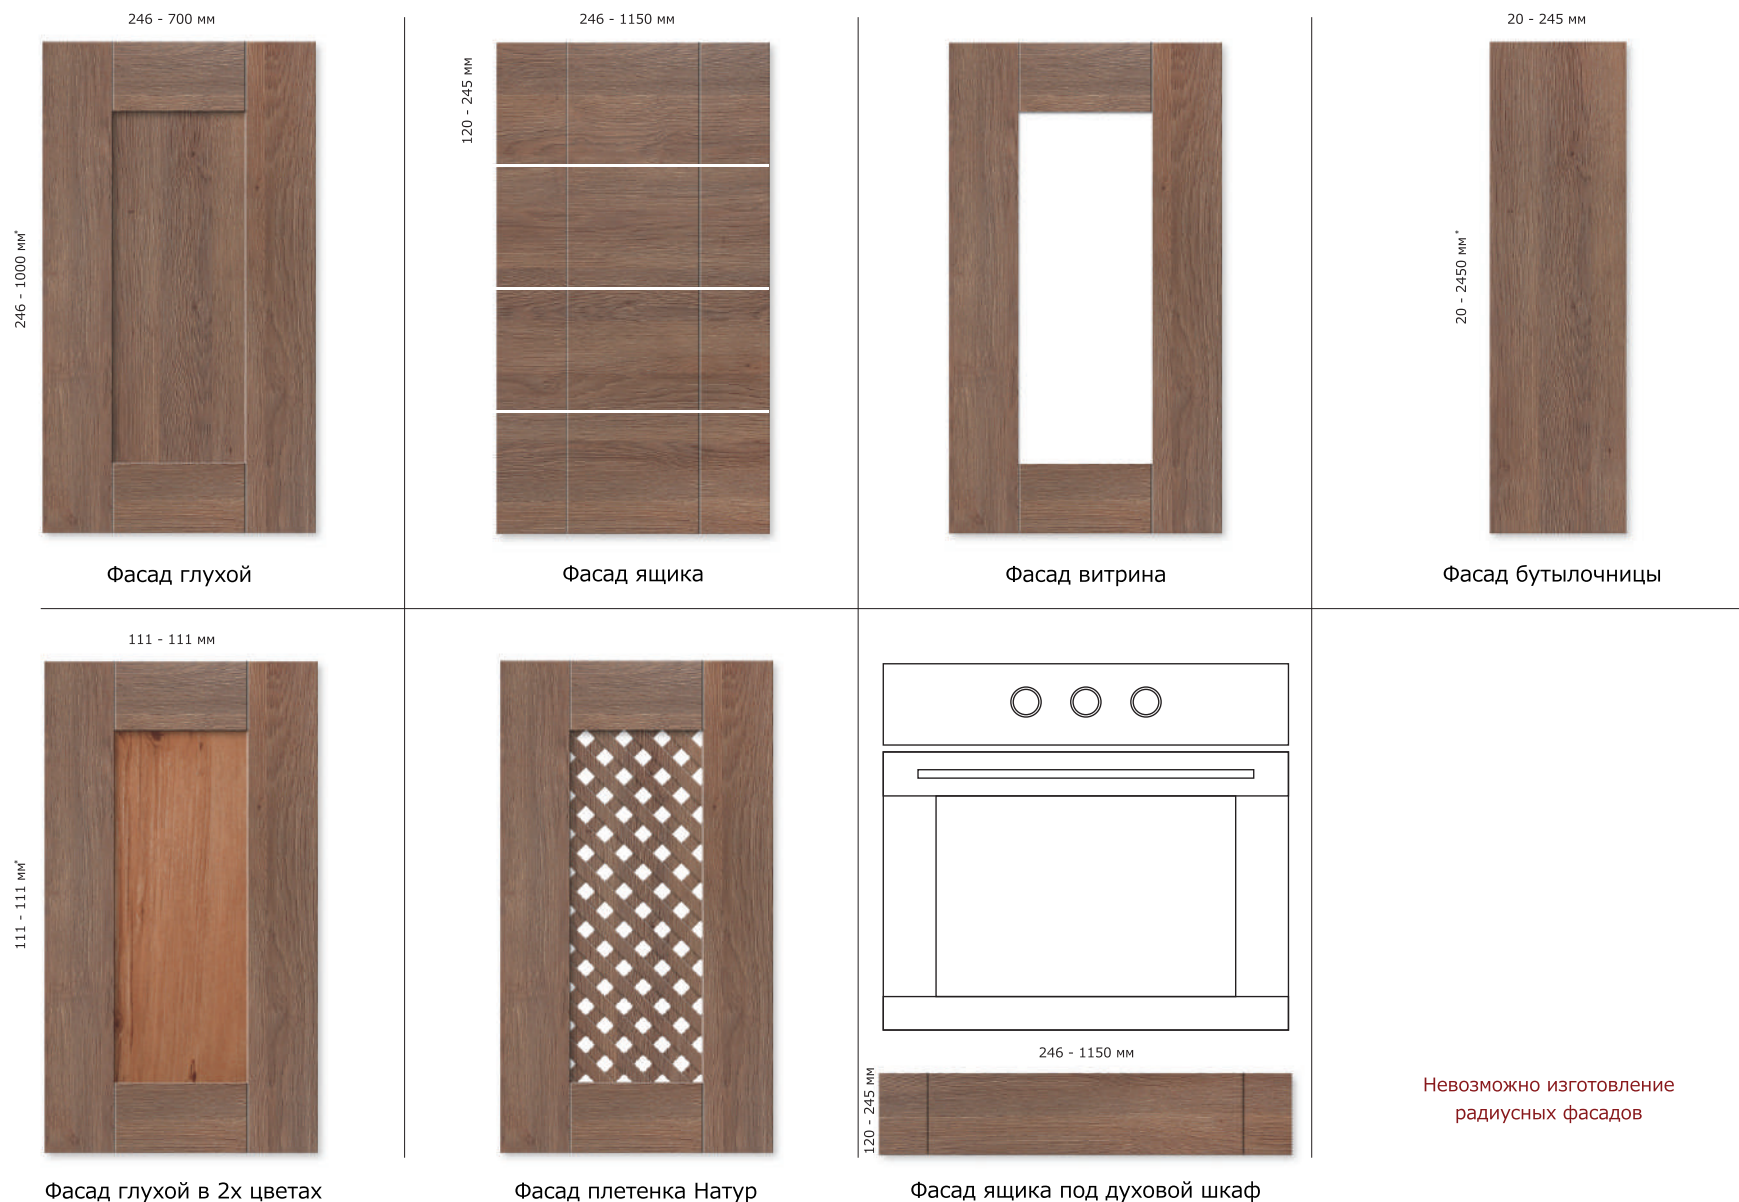 246 - 700 мм
246 - 1000 мм*
Фасад глухой
246 - 1150 мм
120 - 245 мм
Фасад ящика
Фасад витрина
20 - 245 мм
20 - 2450 мм *
Фасад бутылочницы
111 - 111 мм
111 - 111 мм*
Фасад глухой в 2х цветах
Фасад плетенка Натур
246 - 1150 мм
120 - 245 мм
Фасад ящика под духовой шкаф
Невозможно изготовление
радиусных фасадов